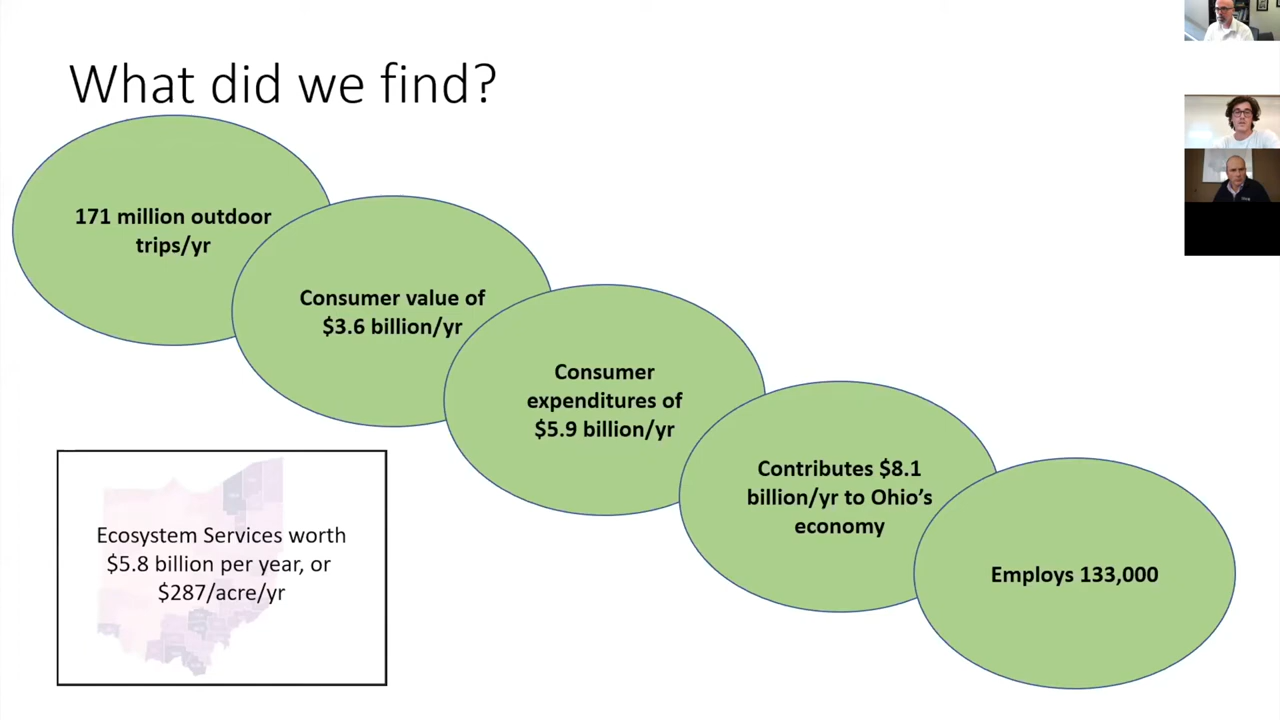 What did we find?
171 million outdoor
trips/yr
Consumer value of
$3.6 billion/yr
Consumer
expenditures of
$5.9 billion/yr
Contributes $8.1
billion/yr to Ohio’s
economy
Employs 133,000
Ecosystem Services worth
$5.8 billion per year, or
$287/acre/yr